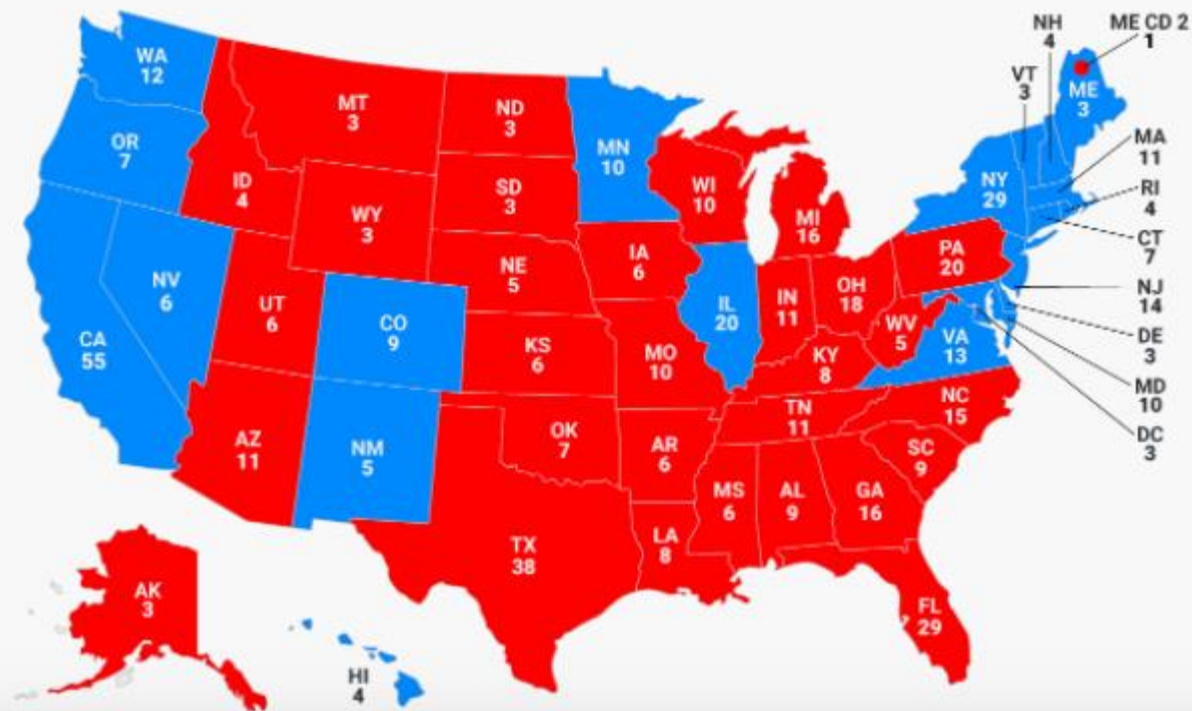 NH
4
ME CD 2
1
VT
3
ME
3
WA
12
MT
3
ND
3
MN
10
OR
7
ID
4
SD
3
WI
10
MI
16
NY
29
MA
11
RI
4
CT
7
WY
3
IA
6
PA
20
NJ
14
NE
5
NV
6
UT
6
CO
9
IL
20
IN
11
OH
18
WV
5
VA
13
DE
3
CA
55
KS
6
MO
10
KY
8
MD
10
NC
15
TN
11
DC
3
AZ
11
NM
5
OK
7
AR
6
SC
9
MS
6
AL
9
GA
16
TX
38
LA
8
AK
3
FL
29
HI
4